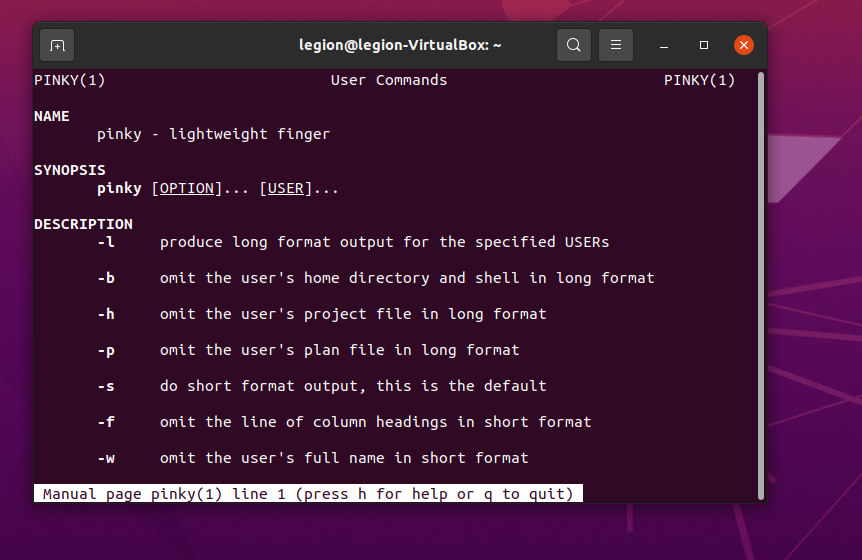 legion@legion-VirtualBox: ~
PINKY(1) User Commands PINKY(1)
NAME
pinky - lightweight finger
SYNOPSIS
pinky [OPTION]... [USER]...
DESCRIPTION
-l produce long format output for the specified USERs
-b omit the user's home directory and shell in long format
-h omit the user's project file in long format
-p omit the user's plan file in long format
-s do short format output, this is the default
-f omit the line of column headings in short format
-w omit the user's full name in short format
Manual page pinky(1) line 1 (press h for help or q to quit)